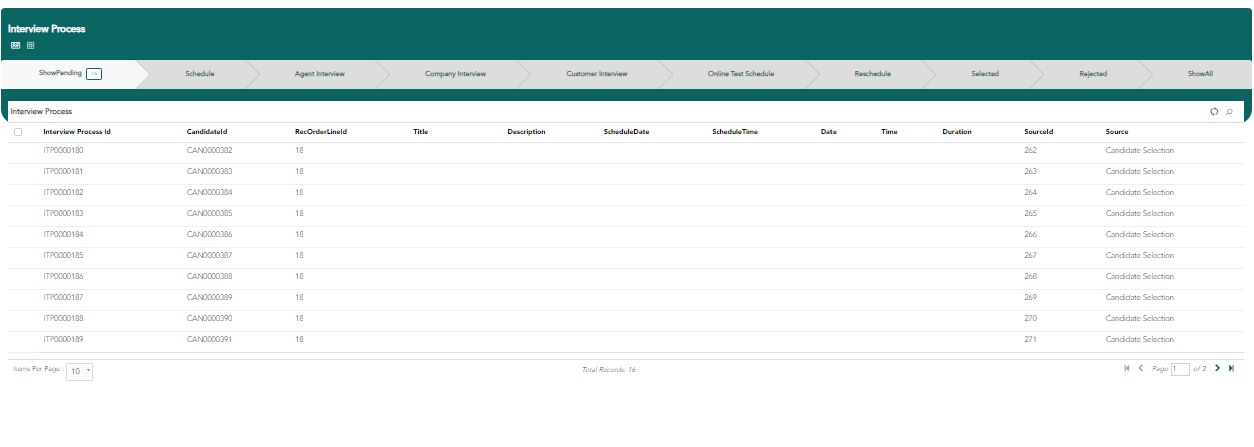 Interview Process
ShowPending 16 Schedule Agent Interview Company Interview Customer Interview Online Test Schedule Reschedule Selected Rejected ShowAll
Interview Process
Interview Process Id CandidateId RecOrderLineId Title Description ScheduleDate ScheduleTime Date Time Duration SourceId Source
ITP0000180 CAN0000382 18 262 Candidate Selection
ITP0000181 CAN0000383 18 263 Candidate Selection
ITP0000182 CAN0000384 18 264 Candidate Selection
ITP0000183 CAN0000385 18 265 Candidate Selection
ITP0000184 CAN0000386 18 266 Candidate Selection
ITP0000185 CAN0000387 18 267 Candidate Selection
ITP0000186 CAN0000388 18 268 Candidate Selection
ITP0000187 CAN0000389 18 269 Candidate Selection
ITP0000188 CAN0000390 18 270 Candidate Selection
ITP0000189 CAN0000391 18 271 Candidate Selection
Items Per Page : 10 Total Records: 16 Page 1 of 2